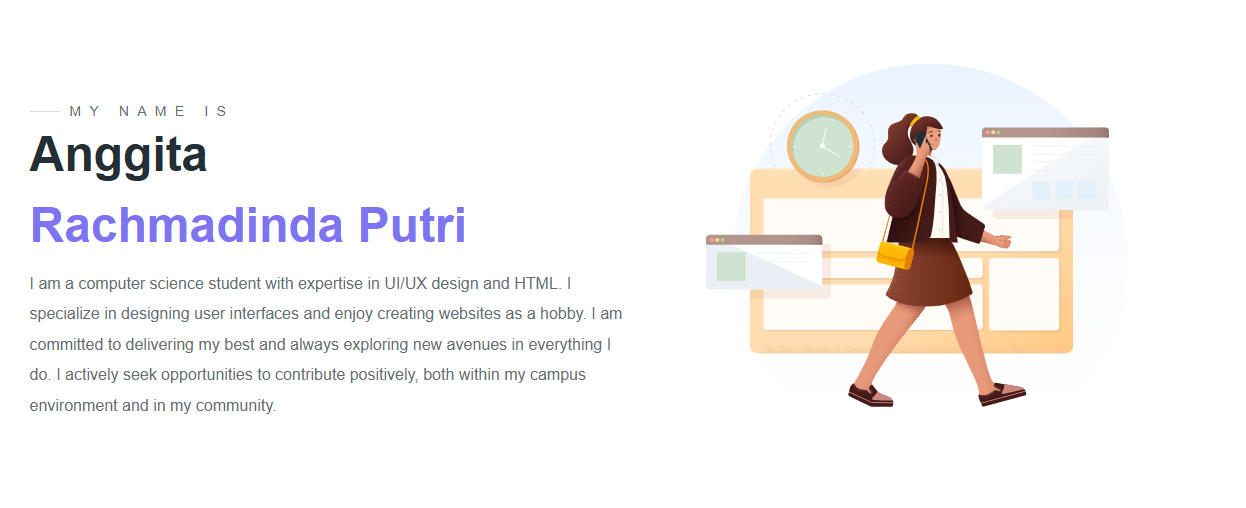 MY NAME IS
Anggita
Rachmadinda Putri
I am a computer science student with expertise in UI/UX design and HTML. I
specialize in designing user interfaces and enjoy creating websites as a hobby. I am
committed to delivering my best and always exploring new avenues in everything I
do. I actively seek opportunities to contribute positively, both within my campus
environment and in my community.